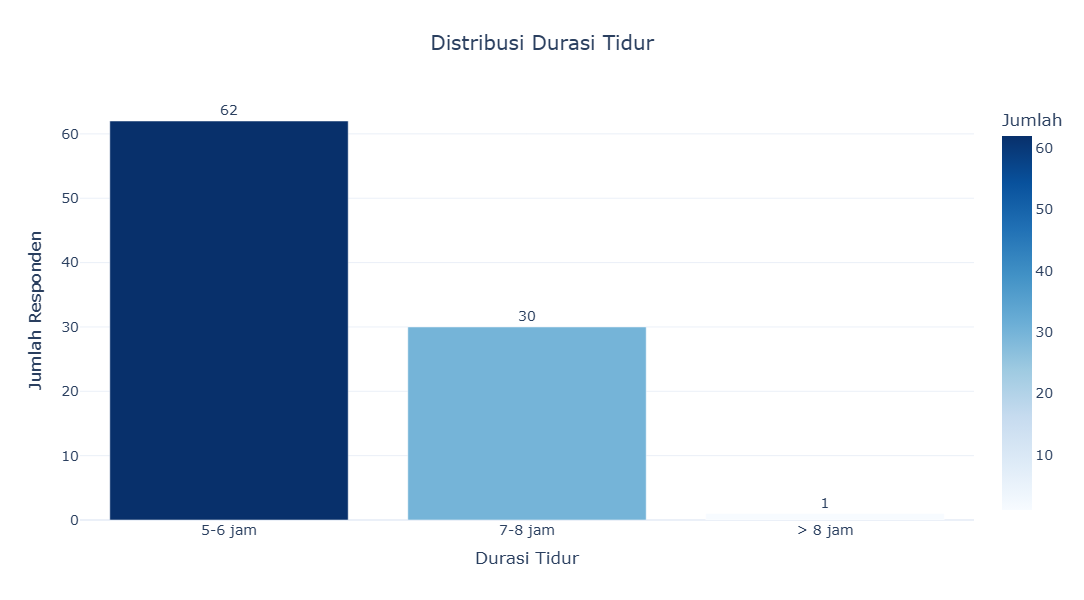 Distribusi Durasi Tidur
62
30
1
Jumlah Responden
60
50
40
30
20
10
0
5-6 jam
7-8 jam
> 8 jam
Durasi Tidur
Jumlah
60
50
40
30
20
10